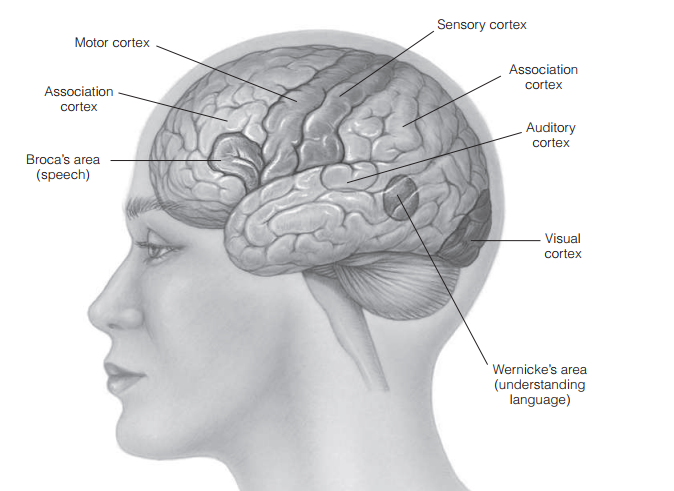 Sensory cortex
Motor cortex
Association
cortex
Association
cortex
Auditory
cortex
Broca's area
(speech)
Visual
cortex
Wernicke's area
(understanding
language)